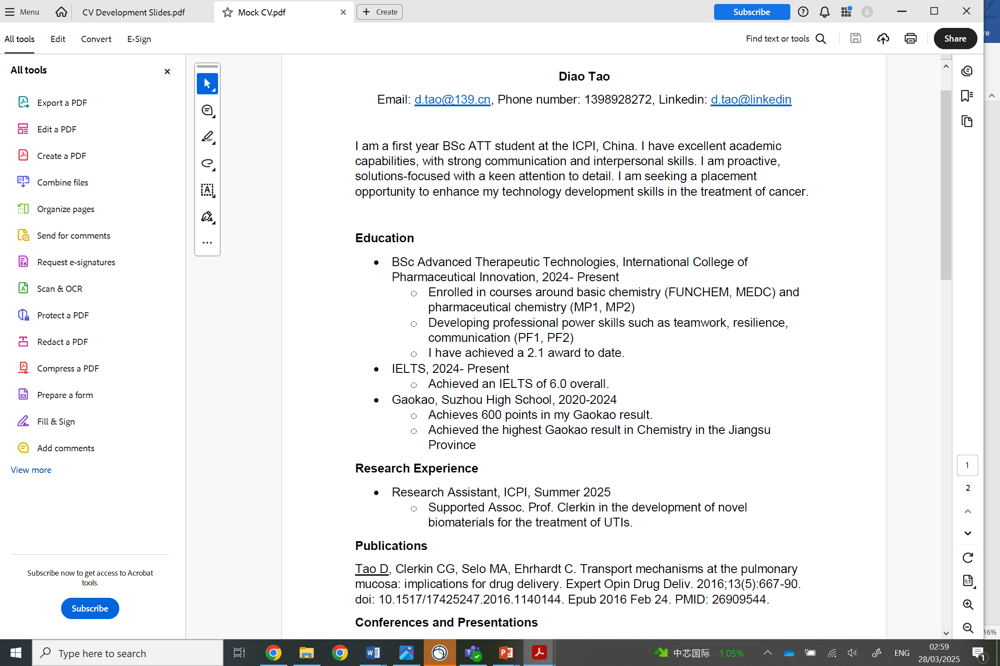 Menu
CV Development Slides.pdf
Mock CV.pdf
Create
Subscribe
re
All tools
Edit
Convert
E-Sign
Find text or tools
Share
All tools
Export a PDF
Edit a PDF
Create a PDF
Combine files
Organize pages
Send for comments
Request e-signatures
Scan & OCR
Protect a PDF
Redact a PDF
Compress a PDF
Prepare a form
Fill & Sign
Add comments
View more
Subscribe now to get access to Acrobat
tools.
Subscribe
Diao Tao
Email: d.tao@139.cn, Phone number: 1398928272, Linkedin: d.tao@linkedin
I am a first year BSc ATT student at the ICPI, China. I have excellent academic
capabilities, with strong communication and interpersonal skills. I am proactive,
solutions-focused with a keen attention to detail. I am seeking a placement
opportunity to enhance my technology development skills in the treatment of cancer.
Education
• BSc Advanced Therapeutic Technologies, International College of
Pharmaceutical Innovation, 2024- Present
○ Enrolled in courses around basic chemistry (FUNCHEM, MEDC) and
pharmaceutical chemistry (MP1, MP2)
○ Developing professional power skills such as teamwork, resilience,
communication (PF1, PF2)
○ I have achieved a 2.1 award to date.
• IELTS, 2024- Present
○ Achieved an IELTS of 6.0 overall.
• Gaokao, Suzhou High School, 2020-2024
○ Achieves 600 points in my Gaokao result.
○ Achieved the highest Gaokao result in Chemistry in the Jiangsu
Province
Research Experience
• Research Assistant, ICPI, Summer 2025
○ Supported Assoc. Prof. Clerkin in the development of novel
biomaterials for the treatment of UTIs.
Publications
Tao D, Clerkin CG, Selo MA, Ehrhardt C. Transport mechanisms at the pulmonary
mucosa: implications for drug delivery. Expert Opin Drug Deliv. 2016;13(5):667-90.
doi: 10.1517/17425247.2016.1140144. Epub 2016 Feb 24. PMID: 26909544.
Conferences and Presentations
1
2
1:1
16%
Type here to search
中芯国际 -1.05%
ENG
02:59
28/03/2025
1